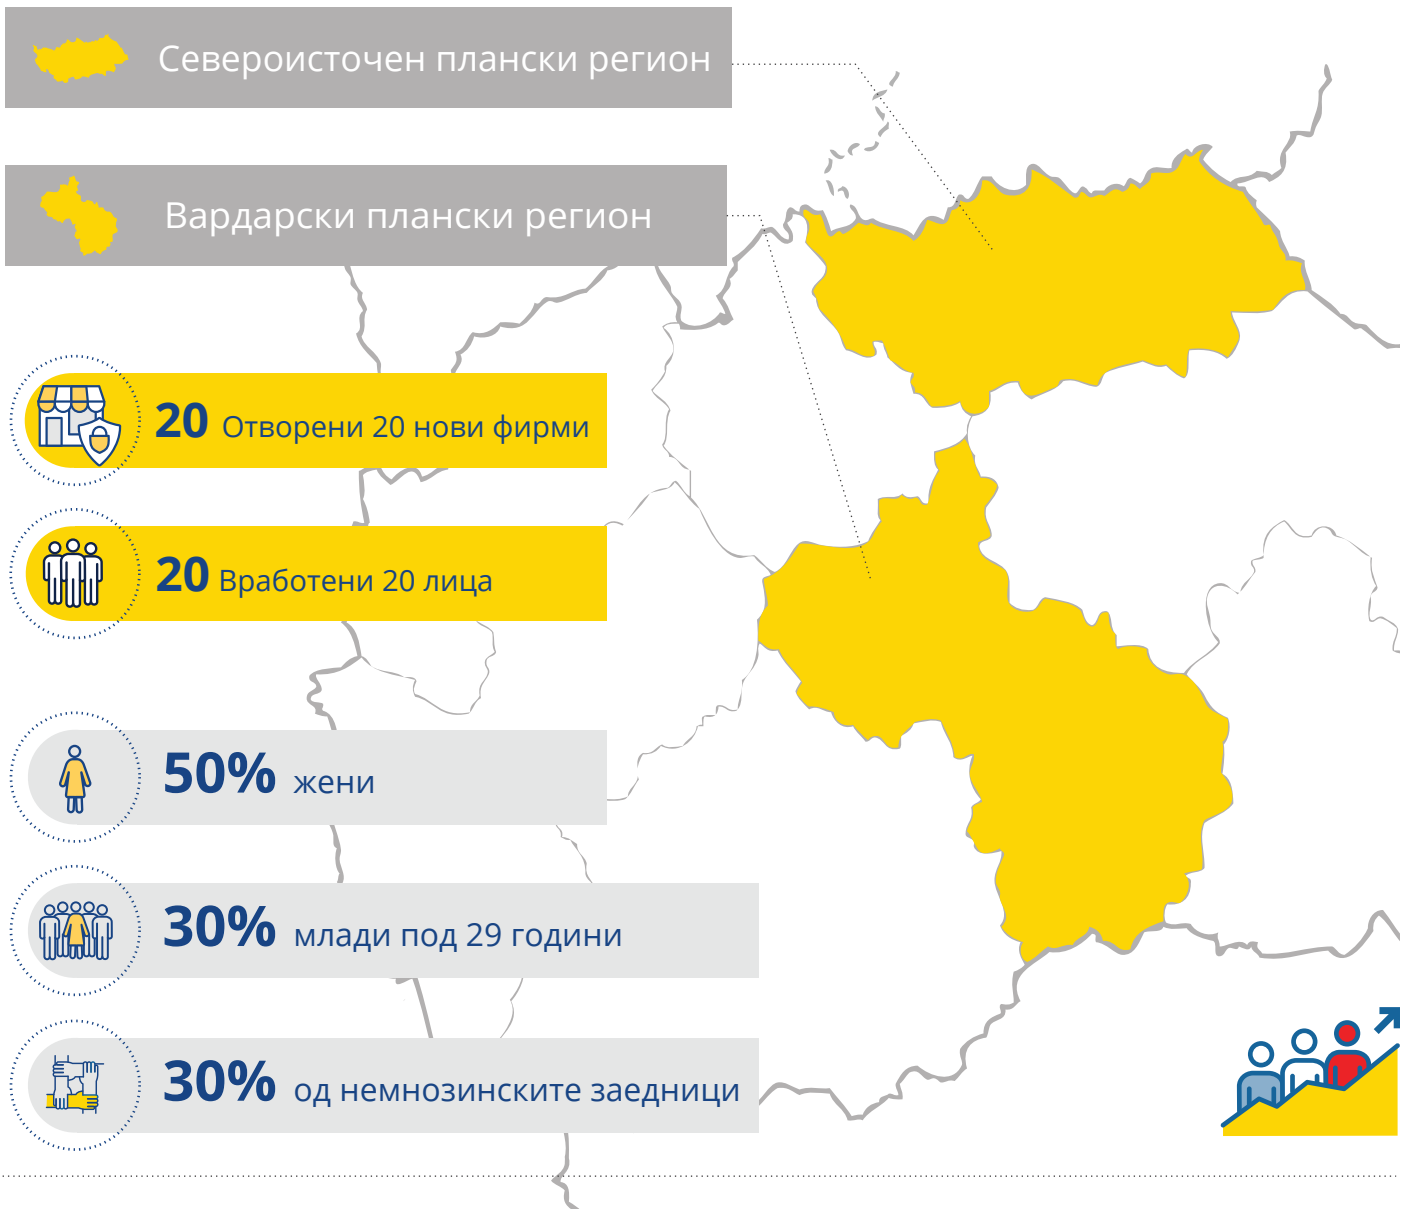 Североисточен плански регион
Вардарски плански регион
20 Отворени 20 нови фирми
20 Вработени 20 лица
50% жени
30% млади под 29 години
30% од немнозинските заедници